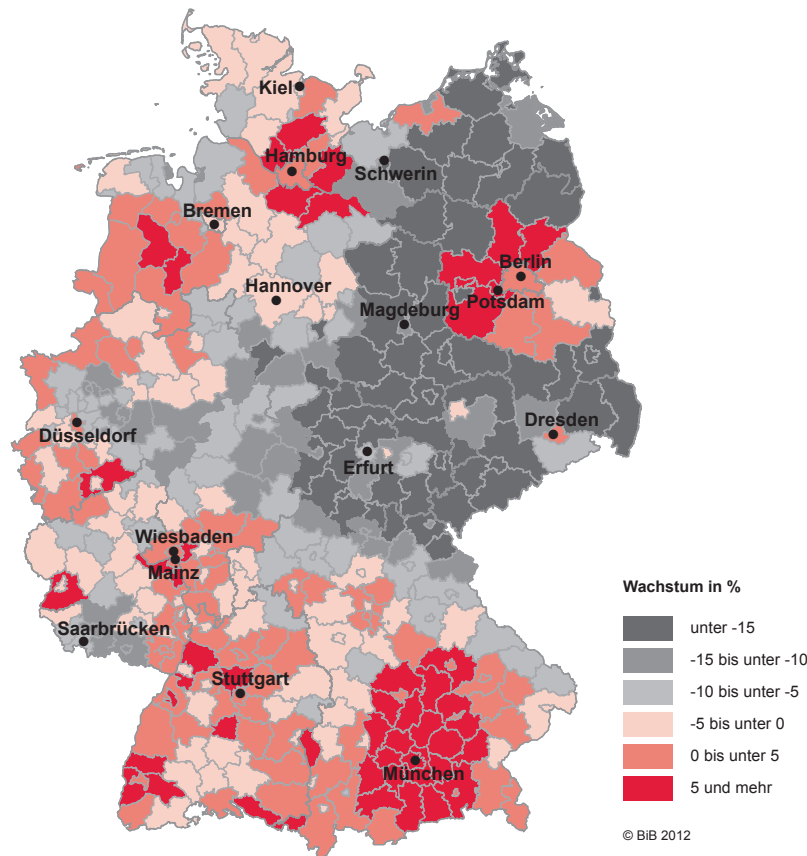 Kiel
Hamburg
Schwerin
Bremen
Berlin
Hannover
Potsdam
Magdeburg
Düsseldorf
Dresden
Erfurt
Wiesbaden
Mainz
Saarbrücken
Stuttgart
München
Wachstum in %
unter -15
-15 bis unter -10
-10 bis unter -5
-5 bis unter 0
0 bis unter 5
5 und mehr
© BiB 2012